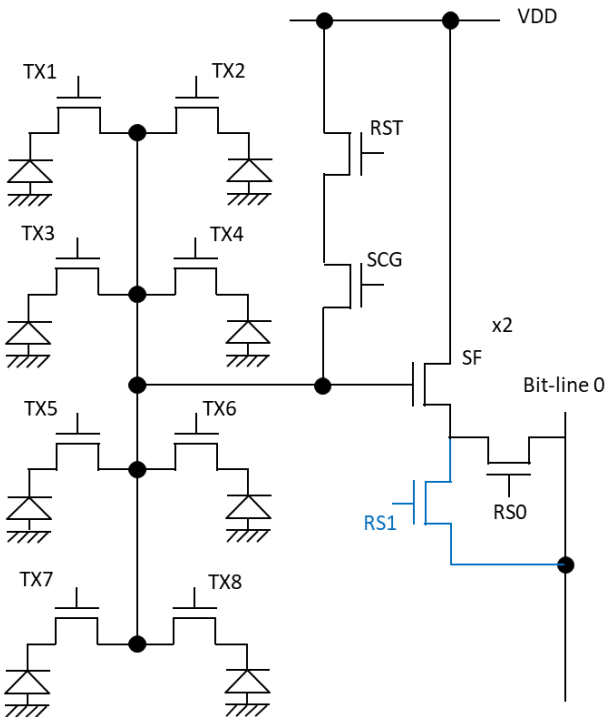 VDD
TX1
TX2
RST
TX3
TX4
SCG
x2
SF
Bit-line 0
TX5
TX6
RS1
RS0
TX7
TX8